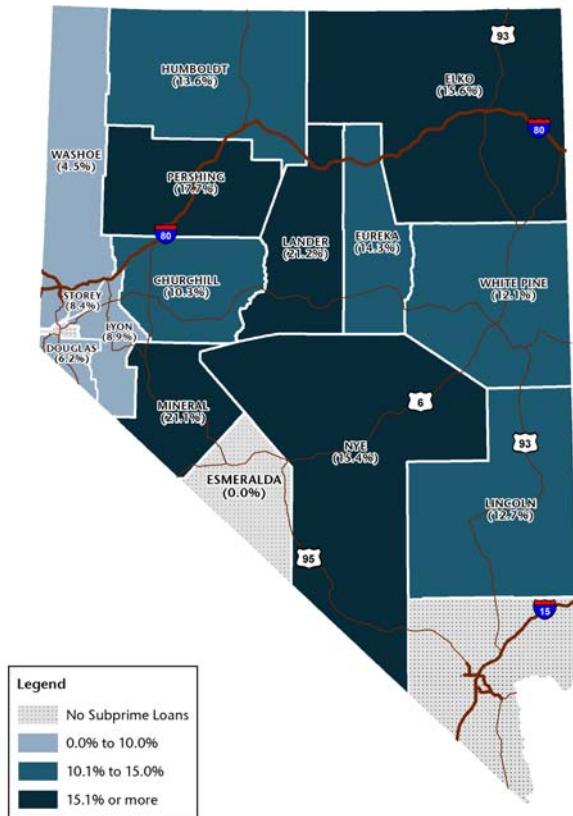 93
HUMBOLDT
(13.6%)
ELKO
(15.6%)
80
WASHOE
(4.5%)
PERSHING
(17.7%)
80
LANDER
(21.2%)
EUREKA
(14.3%)
CHURCHILL
(10.3%)
WHITE PINE
(12.1%)
STOREY
(8.4%)
LYON
(8.9%)
DOUGLAS
(6.2%)
MINERAL
(21.1%)
6
NYE
(15.4%)
93
ESMERALDA
(0.0%)
LINCOLN
(12.7%)
95
15
Legend
No Subprime Loans
0.0% to 10.0%
10.1% to 15.0%
15.1% or more